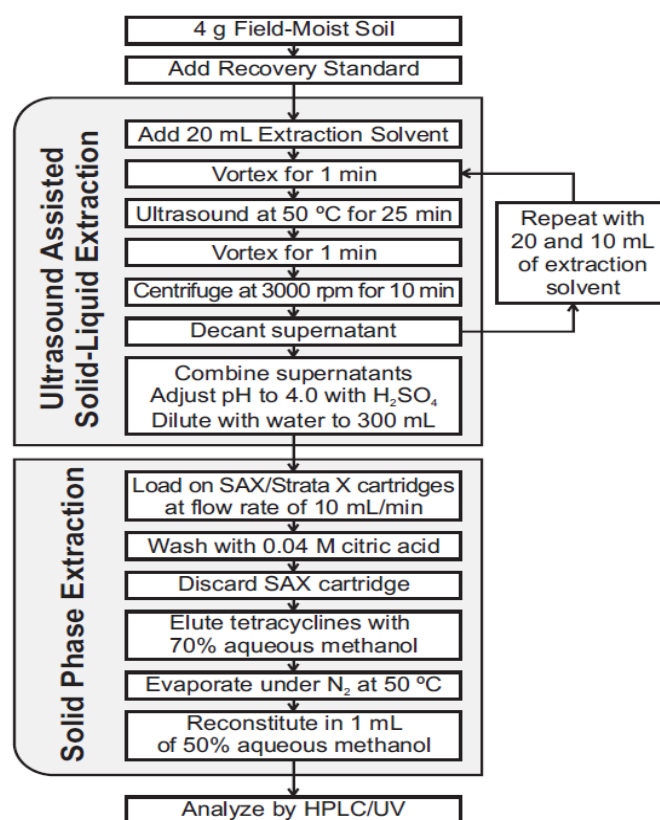 4 g Field-Moist Soil
Add Recovery Standard
Ultrasound Assisted
Solid-Liquid Extraction
Add 20 mL Extraction Solvent
Vortex for 1 min
Ultrasound at 50 ºC for 25 min
Vortex for 1 min
Centrifuge at 3000 rpm for 10 min
Decant supernatant
Repeat with
20 and 10 mL
of extraction
solvent
Combine supernatants
Adjust pH to 4.0 with H₂SO₄
Dilute with water to 300 mL
Solid Phase Extraction
Load on SAX/Strata X cartridges
at flow rate of 10 mL/min
Wash with 0.04 M citric acid
Discard SAX cartridge
Elute tetracyclines with
70% aqueous methanol
Evaporate under N₂ at 50 ºC
Reconstitute in 1 mL
of 50% aqueous methanol
Analyze by HPLC/UV